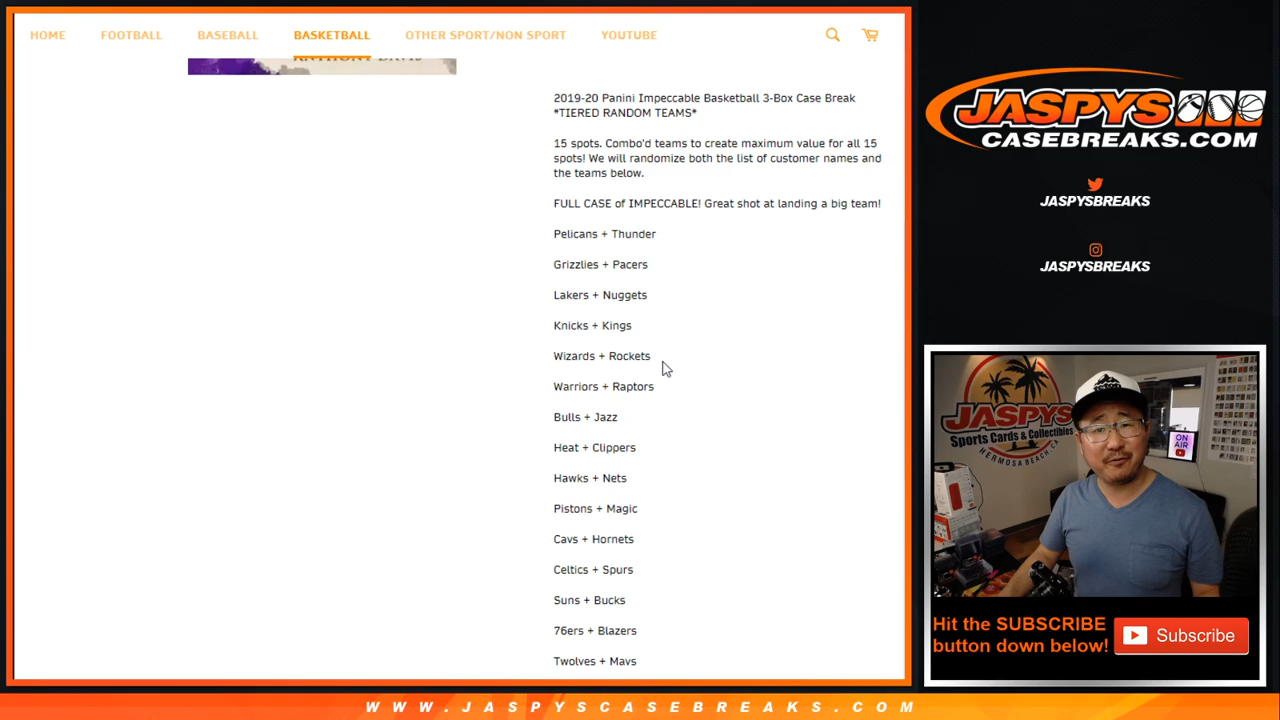 HOME FOOTBALL BASEBALL BASKETBALL OTHER SPORT/NON SPORT YOUTUBE
ANTHONY DAVIS
2019-20 Panini Impeccable Basketball 3-Box Case Break
*TIERED RANDOM TEAMS*
15 spots. Combo'd teams to create maximum value for all 15
spots! We will randomize both the list of customer names and
the teams below.
FULL CASE of IMPECCABLE! Great shot at landing a big team!
Pelicans + Thunder
Grizzlies + Pacers
Lakers + Nuggets
Knicks + Kings
Wizards + Rockets
Warriors + Raptors
Bulls + Jazz
Heat + Clippers
Hawks + Nets
Pistons + Magic
Cavs + Hornets
Celtics + Spurs
Suns + Bucks
76ers + Blazers
Twolves + Mavs
JASPYS
CASEBREAKS.COM
JASPYSBREAKS
JASPYSBREAKS
JASPYS
Sports Cards & Collectibles
HERMOSA BEACH, CA
ON
AIR
Hit the SUBSCRIBE
button down below!
Subscribe
WWW.JASPYSCASEBREAKS.COM